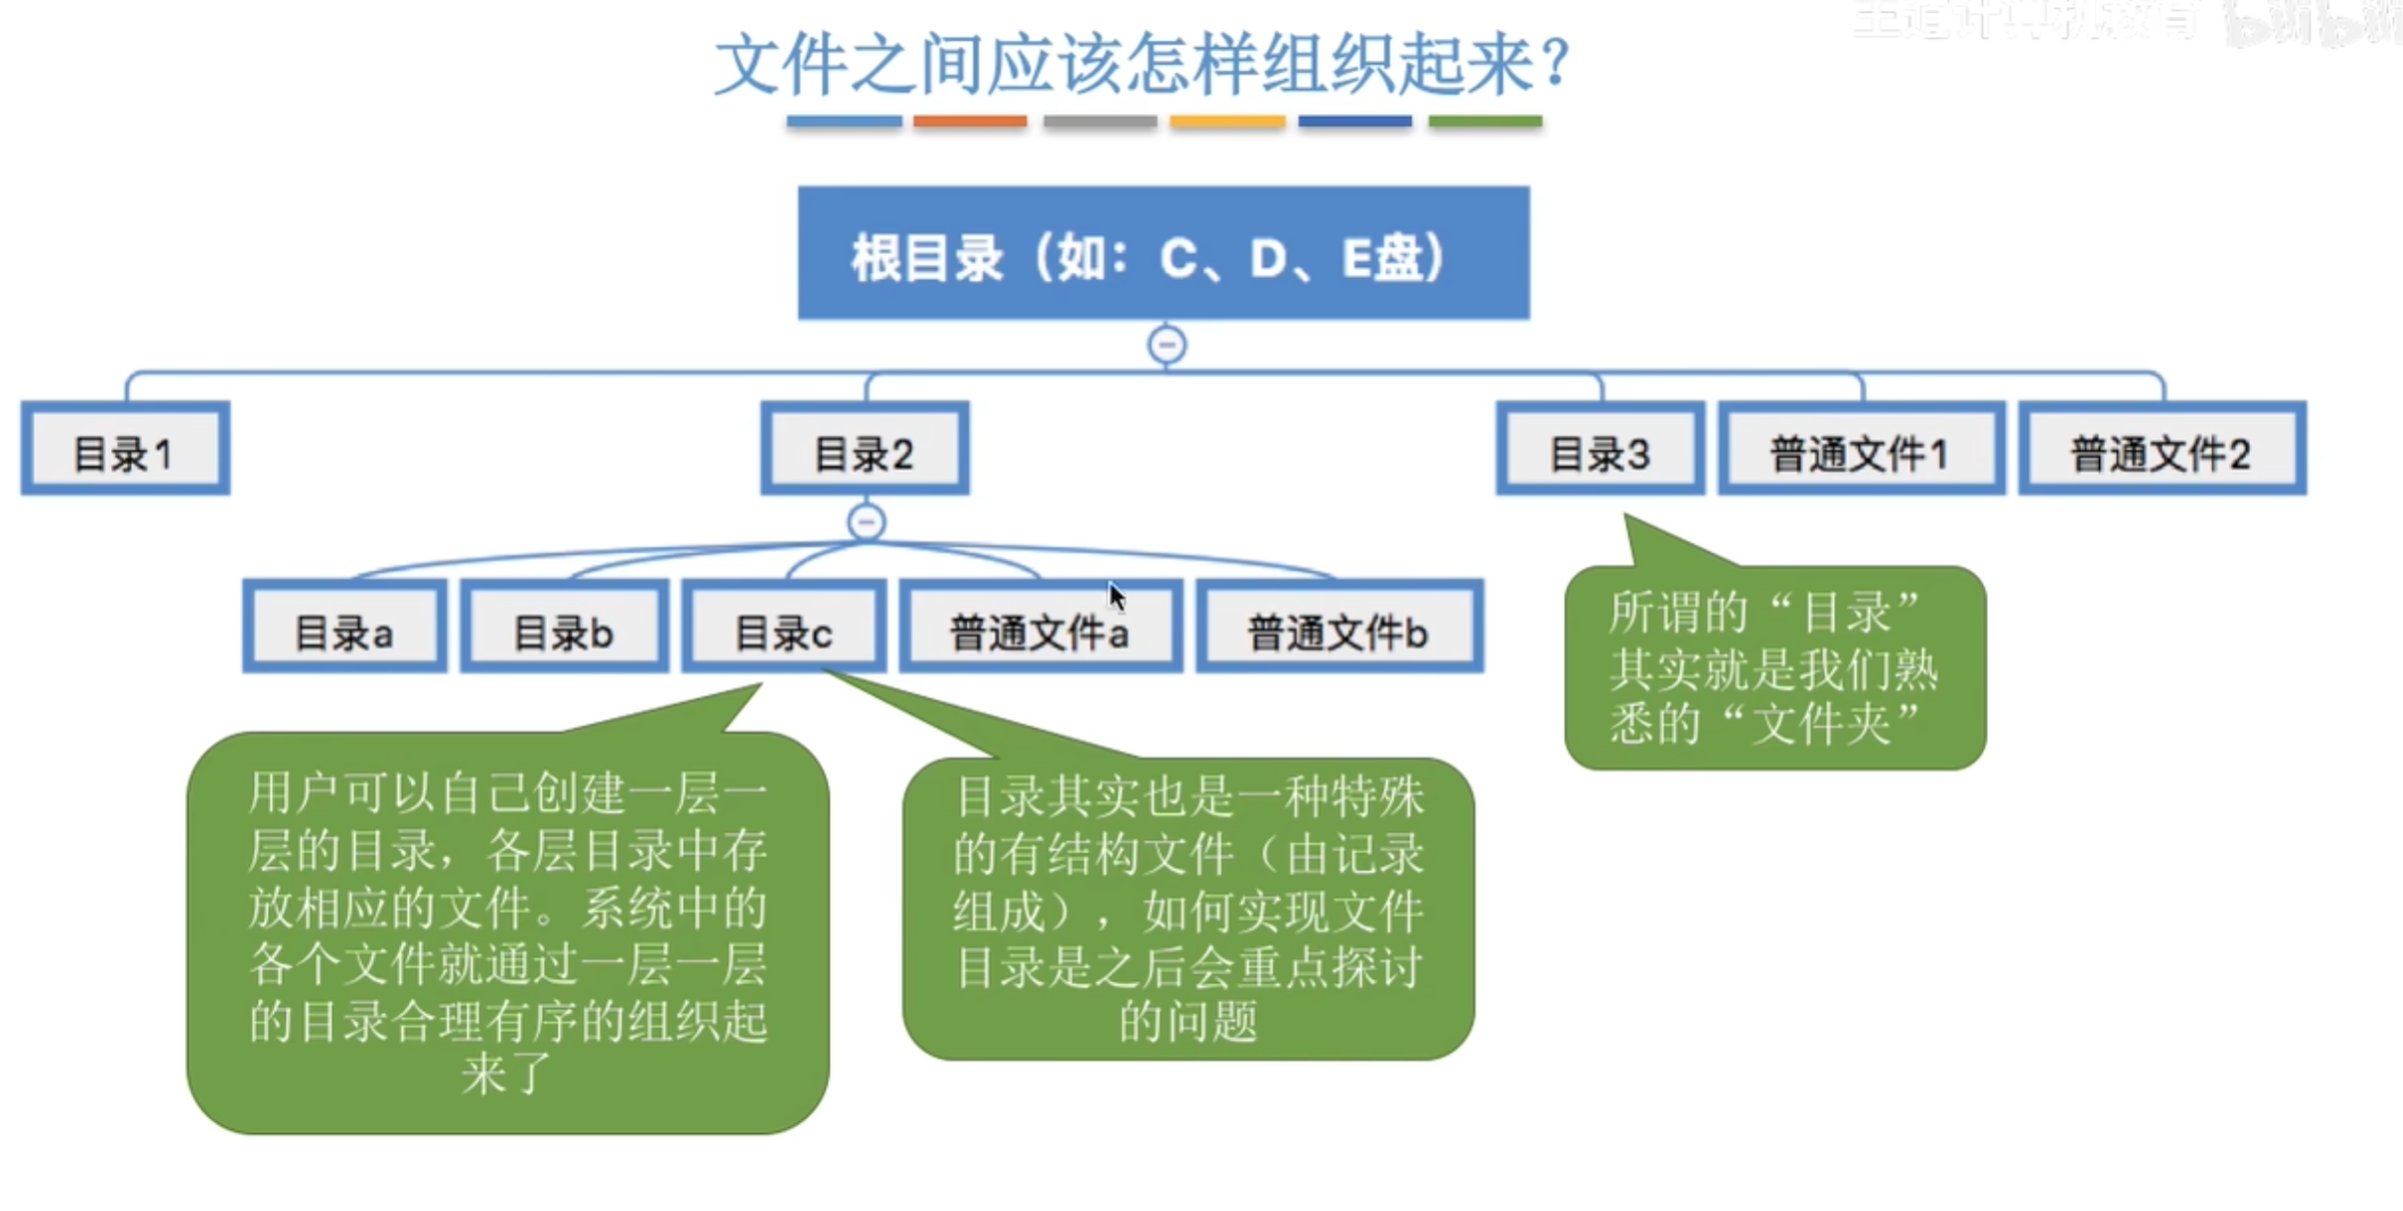 王道计算机教育 bilibili
文件之间应该怎样组织起来？
根目录（如：C、D、E盘）
目录1
目录2
目录3
普通文件1
普通文件2
目录a
目录b
目录c
普通文件a
普通文件b
所谓的“目录”
其实就是我们熟
悉的“文件夹”
用户可以自己创建一层一
层的目录，各层目录中存
放相应的文件。系统中的
各个文件就通过一层一层
的目录合理有序的组织起
来了
目录其实也是一种特殊
的有结构文件（由记录
组成），如何实现文件
目录是之后会重点探讨
的问题